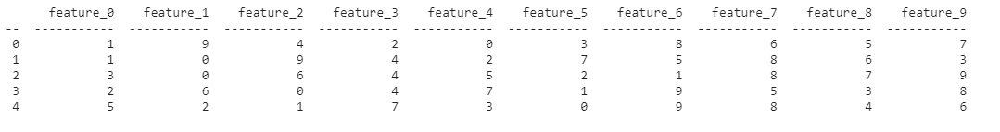 feature_0    feature_1    feature_2    feature_3    feature_4    feature_5    feature_6    feature_7    feature_8    feature_9
--  -----------  -----------  -----------  -----------  -----------  -----------  -----------  -----------  -----------  -----------
0  1  9  4  2  0  3  8  6  5  7
1  1  0  9  4  2  7  5  8  6  3
2  3  0  6  4  5  2  1  8  7  9
3  2  6  0  4  7  1  9  5  3  8
4  5  2  1  7  3  0  9  8  4  6